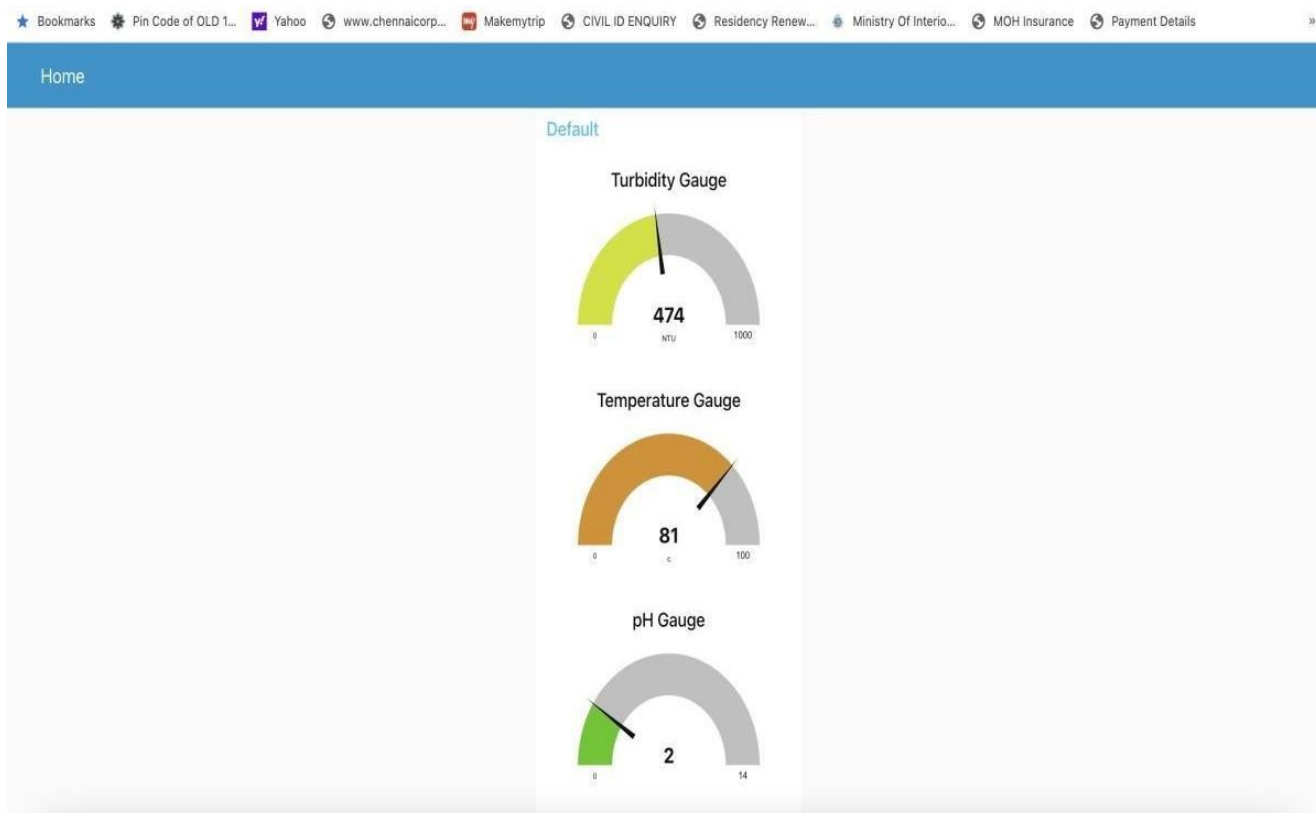 Bookmarks Pin Code of OLD 1... Yahoo www.chennaicorp... Makemytrip CIVIL ID ENQUIRY Residency Renew... Ministry Of Interio... MOH Insurance Payment Details »
Home
Default
Turbidity Gauge
474
0 NTU 1000
Temperature Gauge
81
0 c 100
pH Gauge
2
0 14